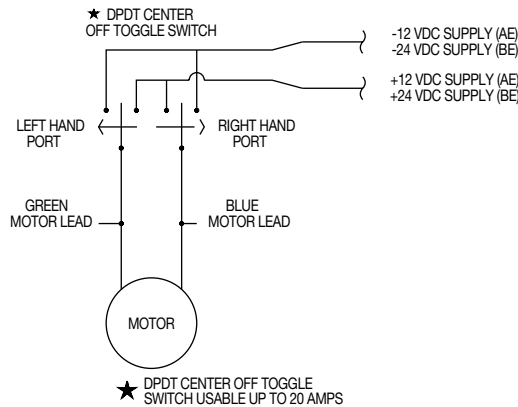 ★ DPDT CENTER
OFF TOGGLE SWITCH
-12 VDC SUPPLY (AE)
-24 VDC SUPPLY (BE)
+12 VDC SUPPLY (AE)
+24 VDC SUPPLY (BE)
LEFT HAND
PORT
RIGHT HAND
PORT
GREEN
MOTOR LEAD
BLUE
MOTOR LEAD
MOTOR
★ DPDT CENTER OFF TOGGLE
SWITCH USABLE UP TO 20 AMPS